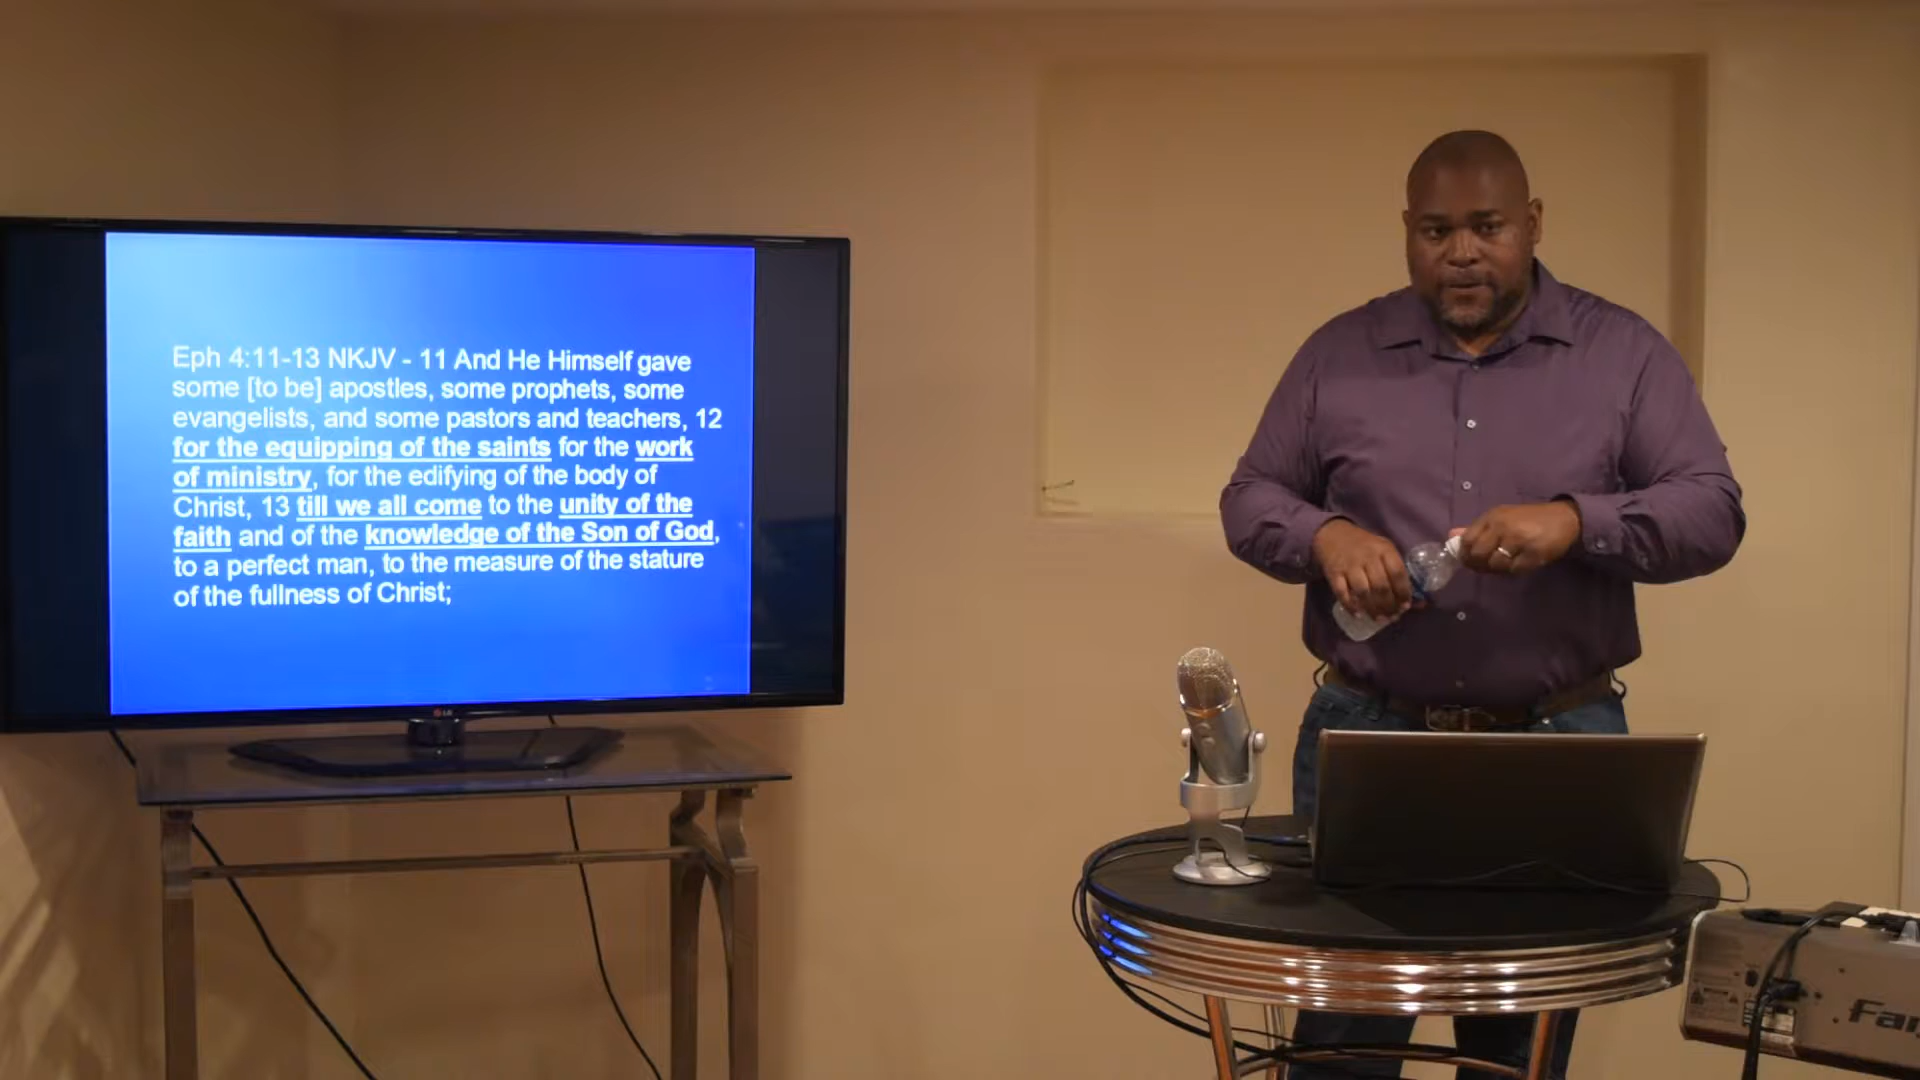 Eph 4:11-13 NKJV - 11 And He Himself gave
some [to be] apostles, some prophets, some
evangelists, and some pastors and teachers, 12
for the equipping of the saints for the work
of ministry, for the edifying of the body of
Christ, 13 till we all come to the unity of the
faith and of the knowledge of the Son of God,
to a perfect man, to the measure of the stature
of the fullness of Christ;
LG